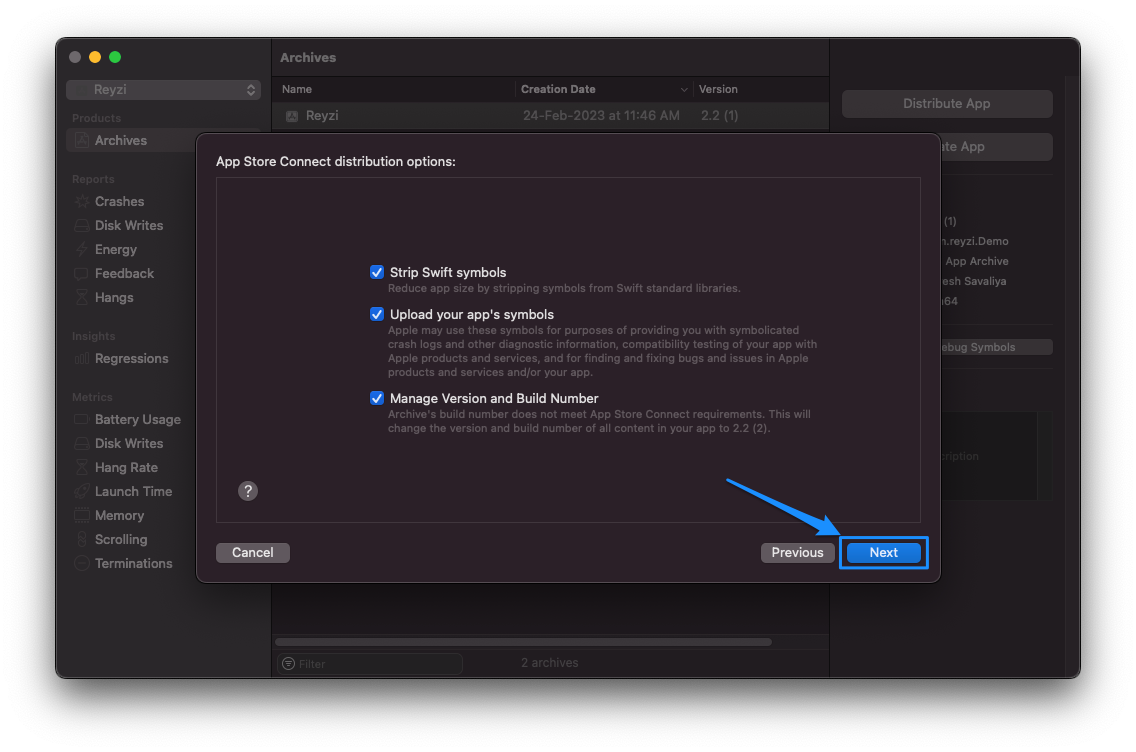 Reyzi
Products
Archives
Reports
Crashes
Disk Writes
Energy
Feedback
Hangs
Insights
Regressions
Metrics
Battery Usage
Disk Writes
Hang Rate
Launch Time
Memory
Scrolling
Terminations
Archives
Name Creation Date Version
Reyzi 24-Feb-2023 at 11:46 AM 2.2 (1)
App Store Connect distribution options:
Strip Swift symbols
Reduce app size by stripping symbols from Swift standard libraries.
Upload your app's symbols
Apple may use these symbols for purposes of providing you with symbolicated
crash logs and other diagnostic information, compatibility testing of your app with
Apple products and services, and for finding and fixing bugs and issues in Apple
products and services and/or your app.
Manage Version and Build Number
Archive's build number does not meet App Store Connect requirements. This will
change the version and build number of all content in your app to 2.2 (2).
?
Cancel Previous Next
Filter 2 archives
Distribute App
App
(1)
.reyzi.Demo
App Archive
Savaliya
Symbols